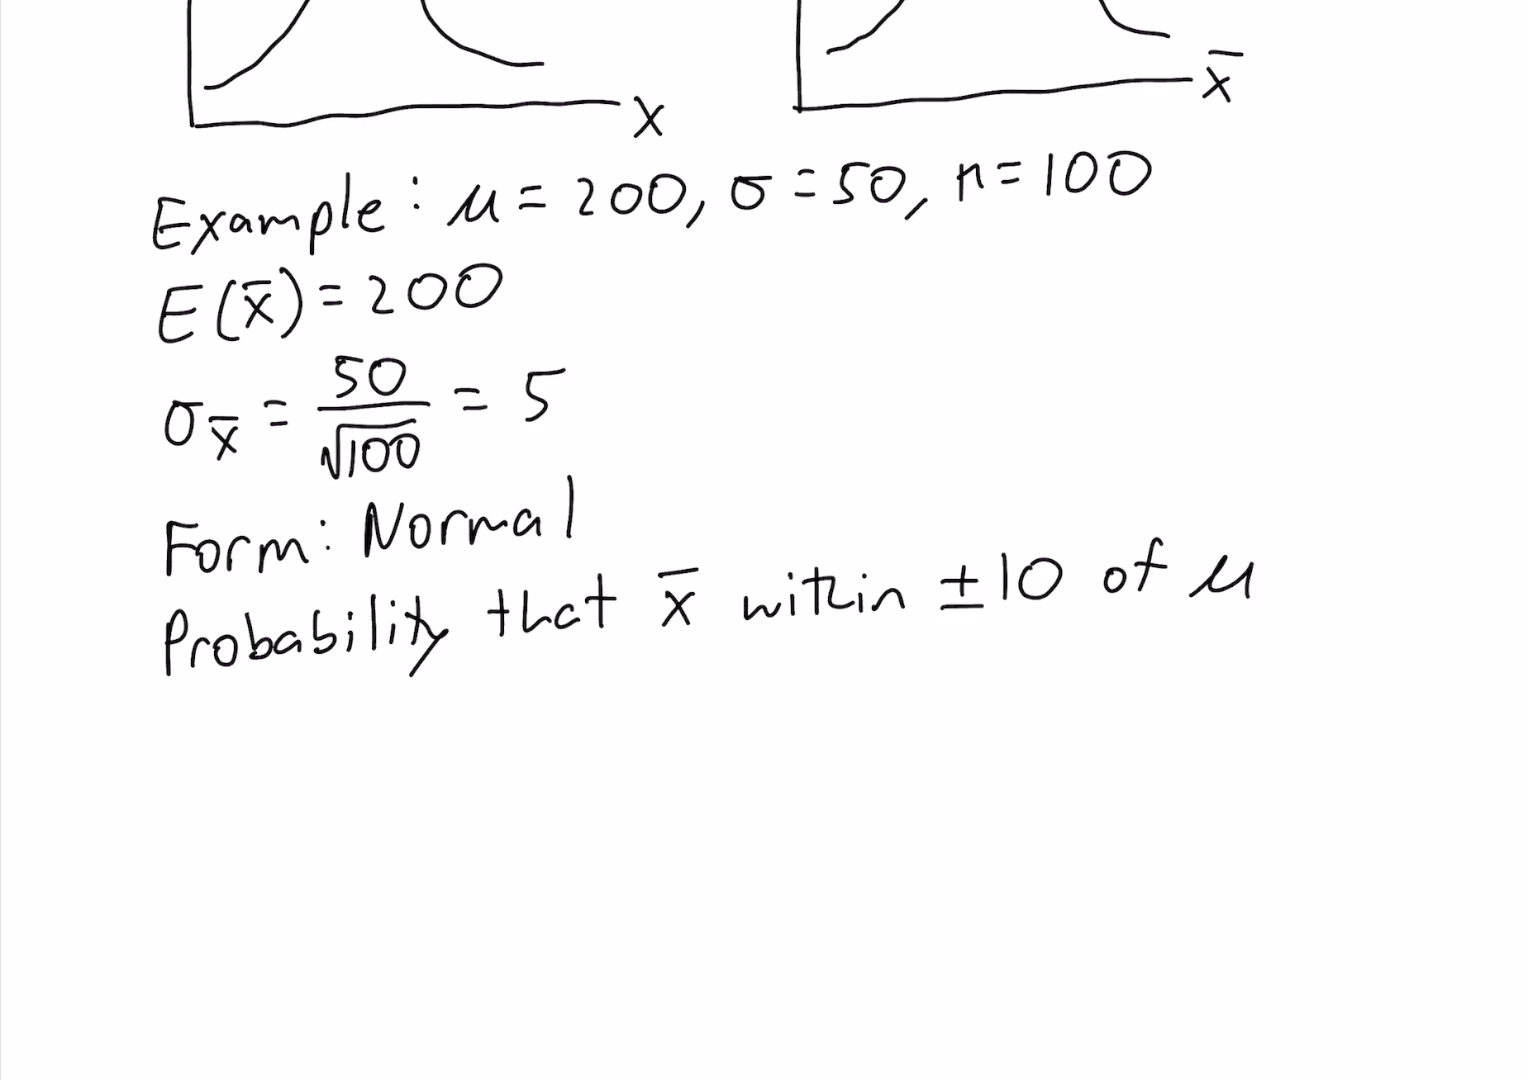 x
x̄
Example: μ = 200, σ = 50, n = 100
E(x̄) = 200
σx̄ = 50/√100 = 5
Form: Normal
Probability that x̄ within ±10 of μ